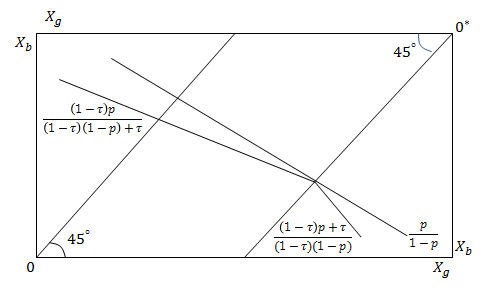 X_g
X_b
0*
45°
(1 − τ)p
(1 − τ)(1 − p) + τ
(1 − τ)p + τ
(1 − τ)(1 − p)
p
1 − p
45°
X_b
0
X_g